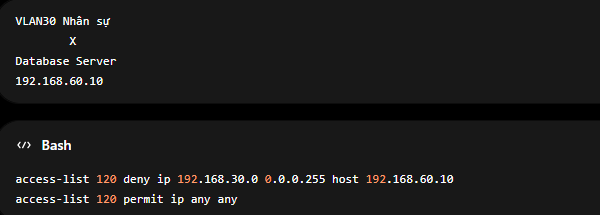 VLAN30 Nhân sự
X
Database Server
192.168.60.10
</> Bash
access-list 120 deny ip 192.168.30.0 0.0.0.255 host 192.168.60.10
access-list 120 permit ip any any